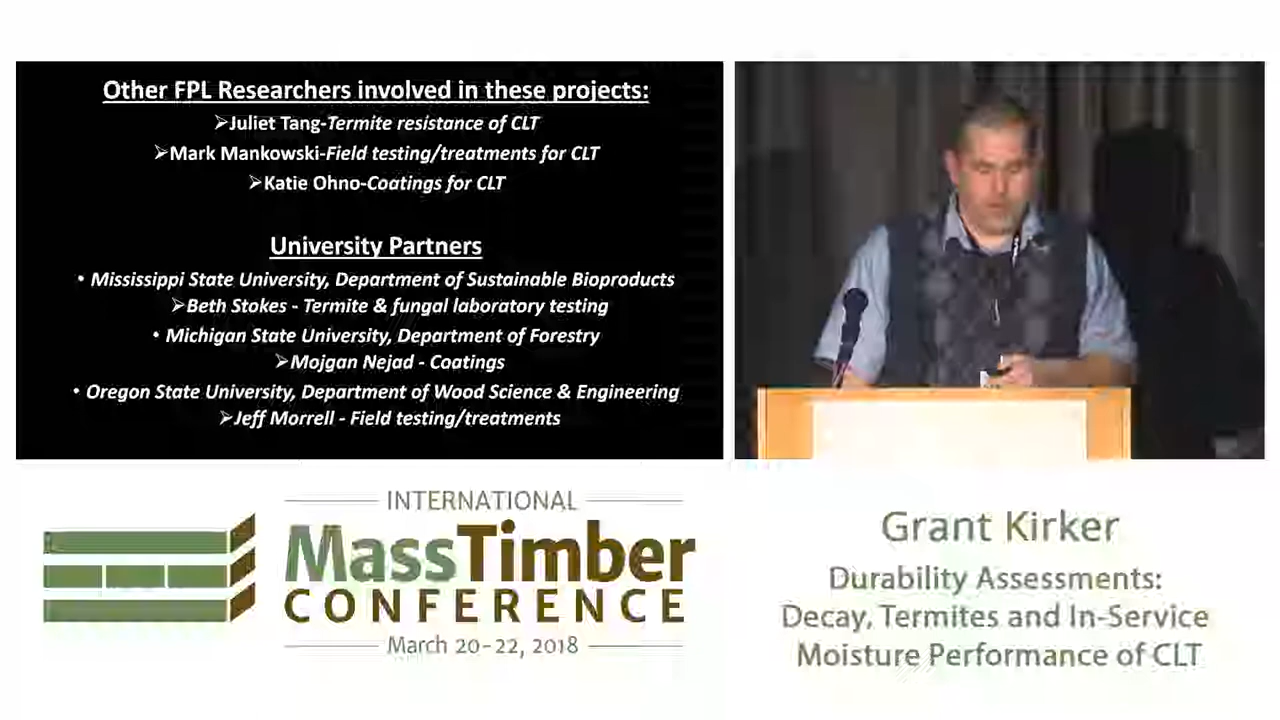 Other FPL Researchers involved in these projects:
➢Juliet Tang-Termite resistance of CLT
➢Mark Mankowski-Field testing/treatments for CLT
➢Katie Ohno-Coatings for CLT
University Partners
• Mississippi State University, Department of Sustainable Bioproducts
➢Beth Stokes - Termite & fungal laboratory testing
• Michigan State University, Department of Forestry
➢Mojgan Nejad - Coatings
• Oregon State University, Department of Wood Science & Engineering
➢Jeff Morrell - Field testing/treatments
INTERNATIONAL
MassTimber
CONFERENCE
March 20-22, 2018
Grant Kirker
Durability Assessments:
Decay, Termites and In-Service
Moisture Performance of CLT